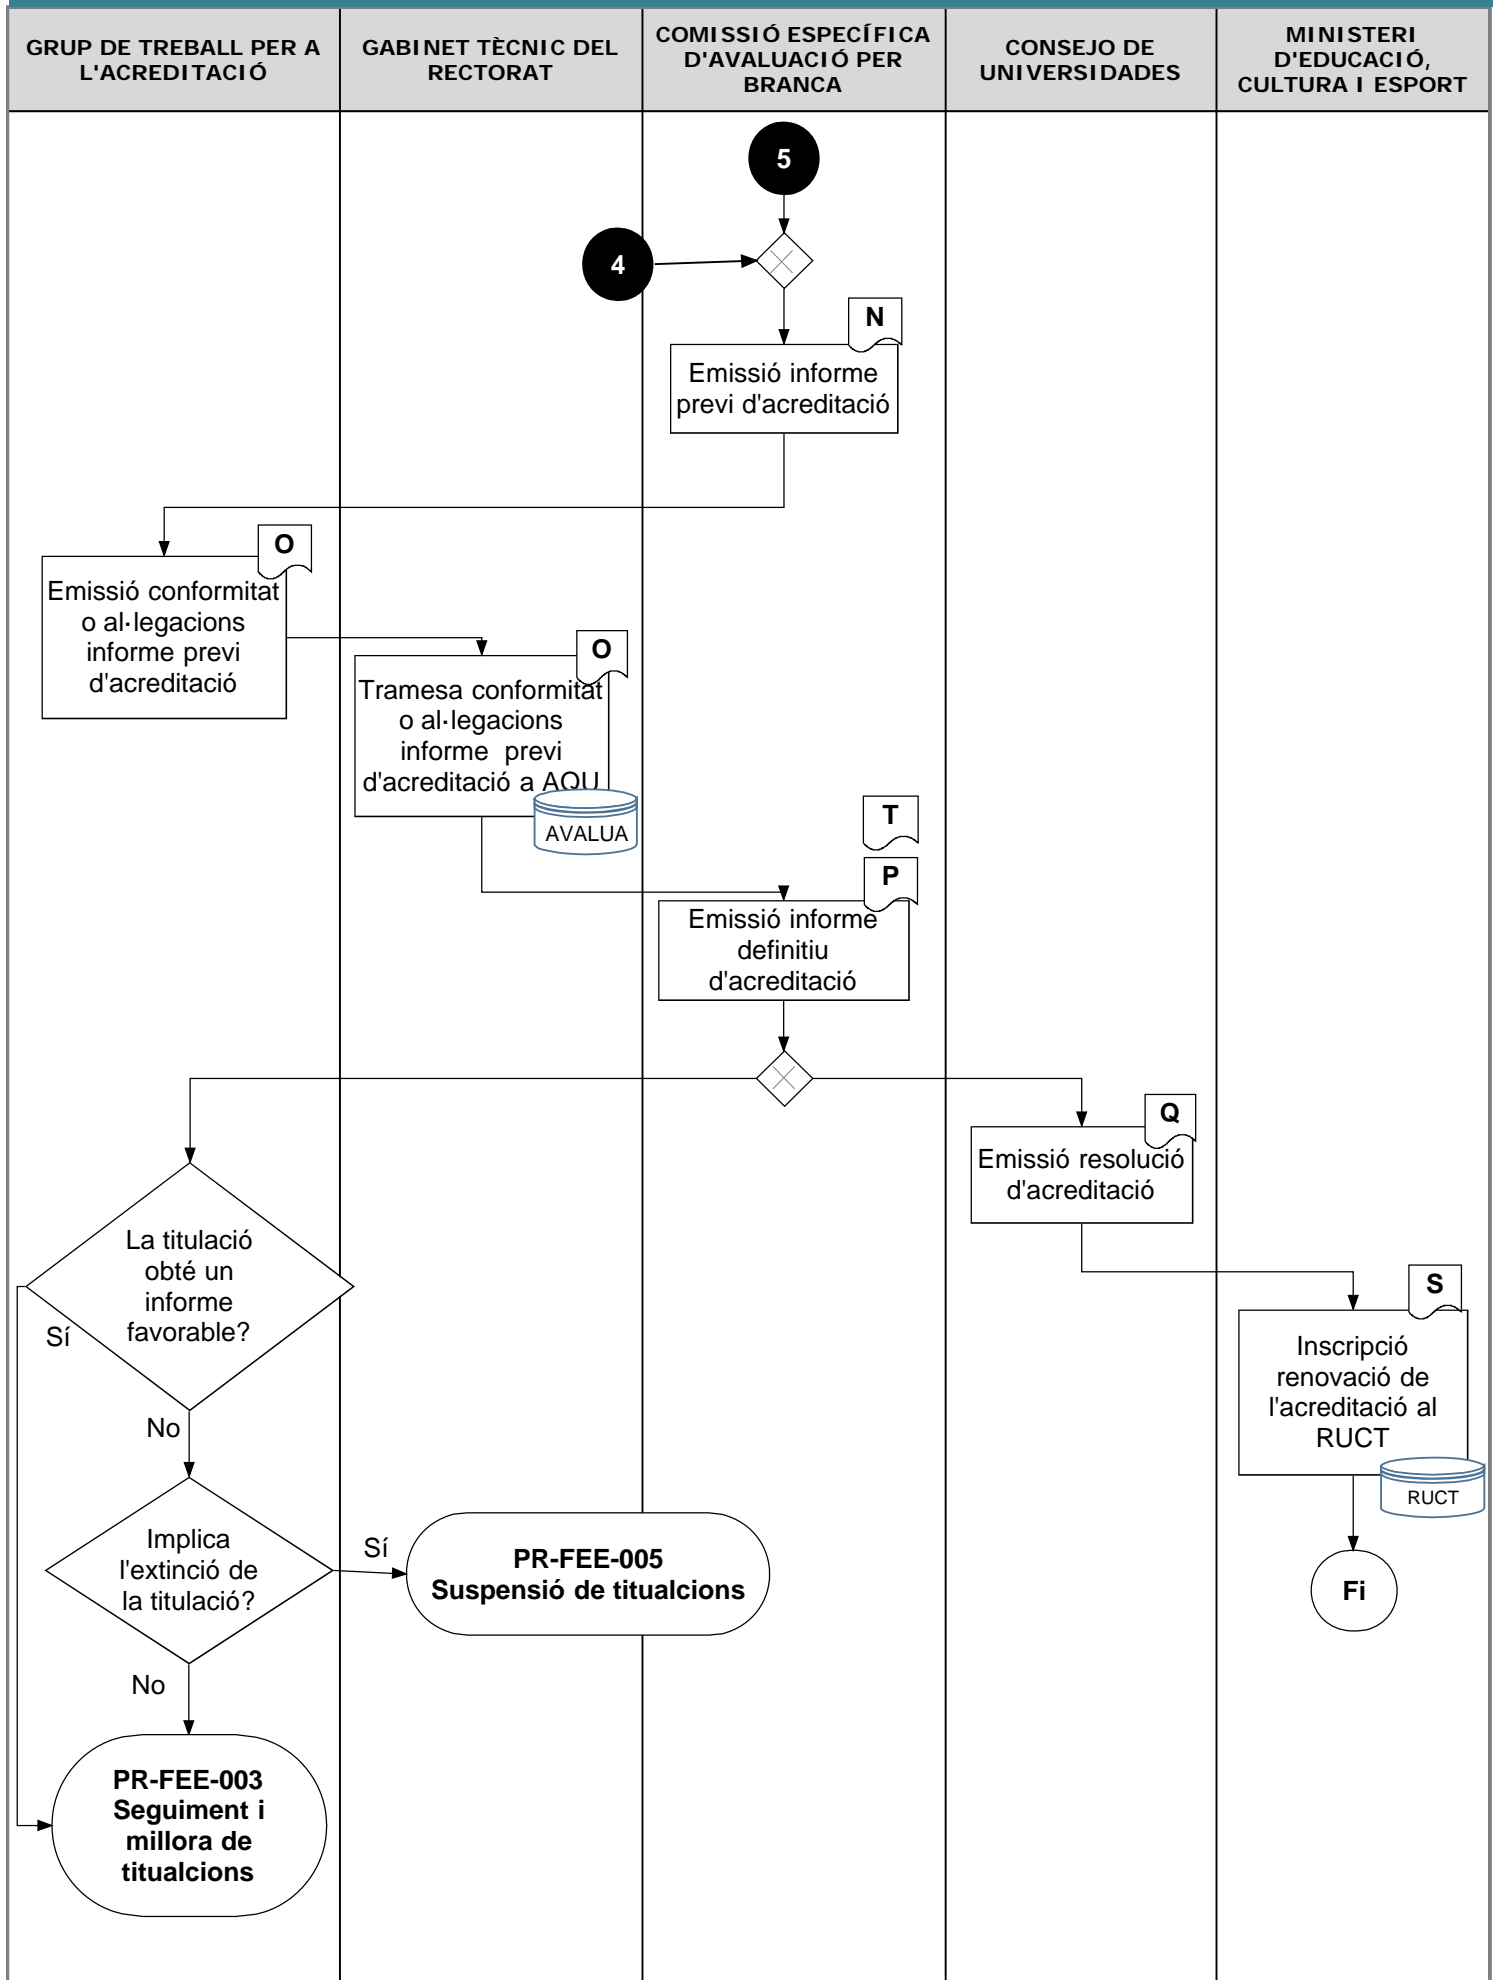 GRUP DE TREBALL PER A
L'ACREDITACIÓ
GABINET TÈCNIC DEL
RECTORAT
COMISSIÓ ESPECÍFICA
D'AVALUACIÓ PER
BRANCA
CONSEJO DE
UNIVERSIDADES
MINISTERI
D'EDUCACIÓ,
CULTURA I ESPORT
5
4
N
Emissió informe
previ d'acreditació
O
Emissió conformitat
o al·legacions
informe previ
d'acreditació
O
Tramesa conformitat
o al·legacions
informe previ
d'acreditació a AQU
AVALUA
T
P
Emissió informe
definitiu
d'acreditació
Q
Emissió resolució
d'acreditació
La titulació
obté un
informe
favorable?
Sí
No
S
Inscripció
renovació de
l'acreditació al
RUCT
RUCT
Implica
l'extinció de
la titulació?
Sí
No
PR-FEE-005
Suspensió de titualcions
Fi
PR-FEE-003
Seguiment i
millora de
titualcions